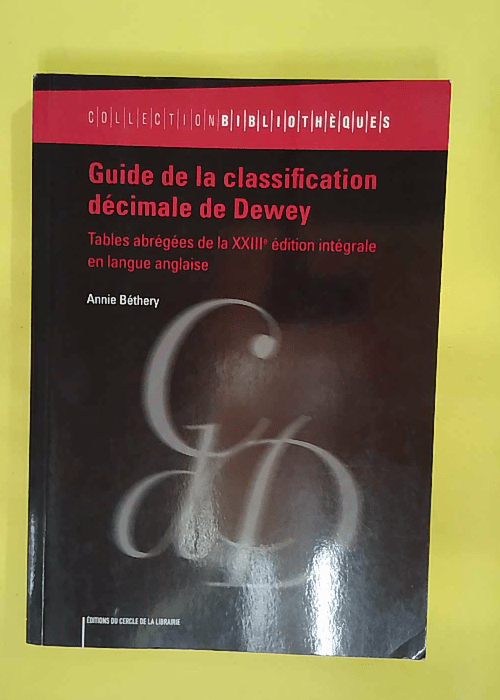 COLLECTIONBIBLIOTHÈQUES
Guide de la classification
décimale de Dewey
Tables abrégées de la XXIIIᵉ édition intégrale
en langue anglaise
Annie Béthery
CDD
ÉDITIONS DU CERCLE DE LA LIBRAIRIE